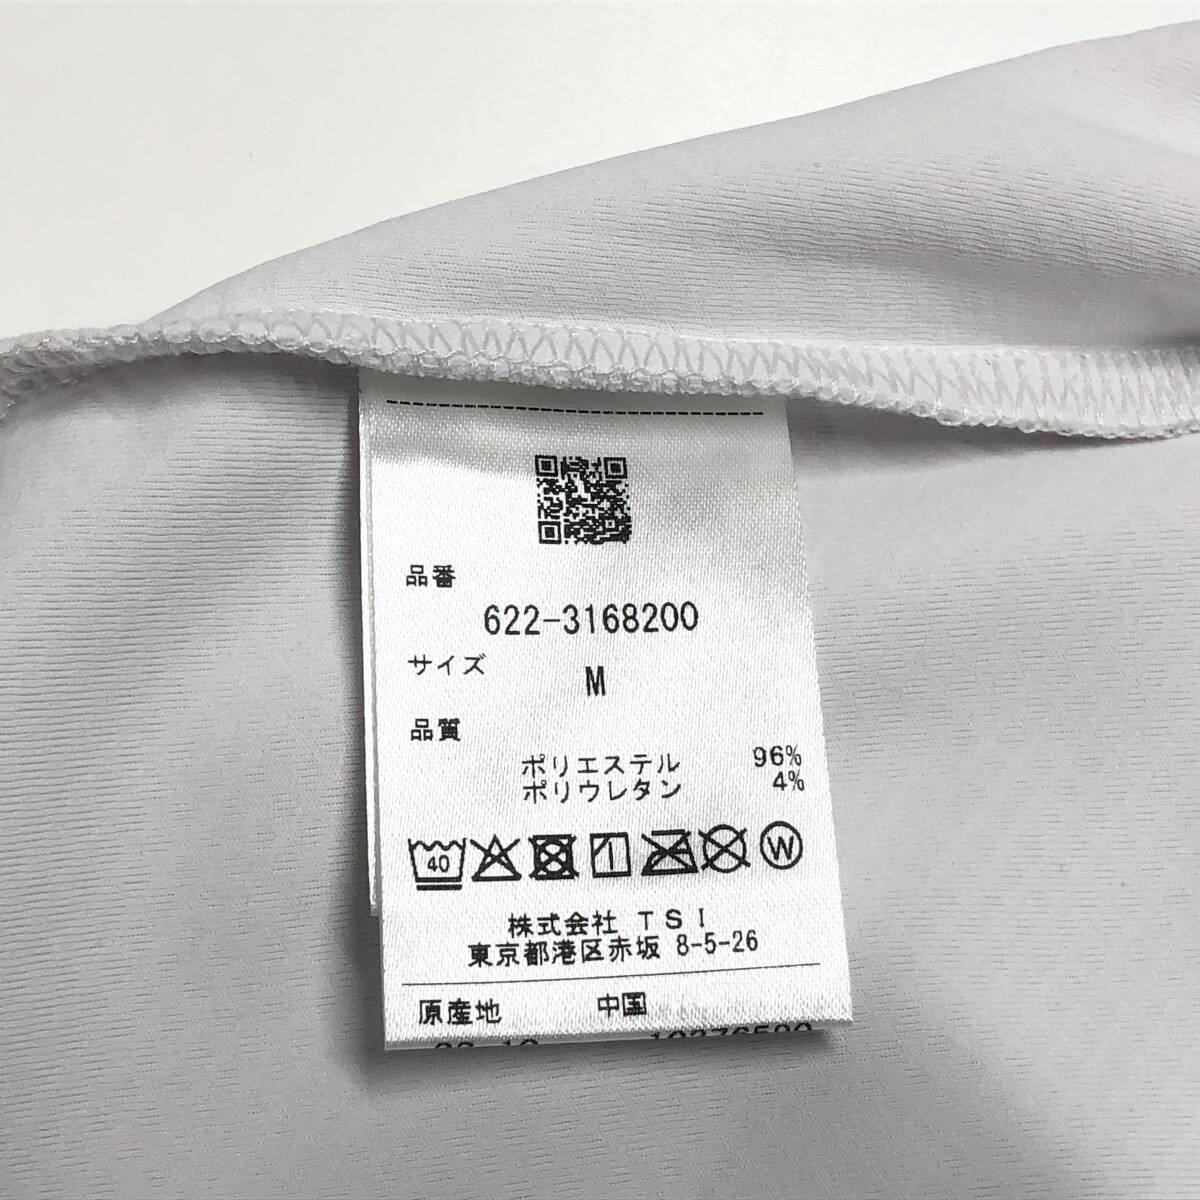 品番
622-3168200
サイズ
M
品質
ポリエステル 96%
ポリウレタン 4%
40
W
株式会社 TSI
東京都港区赤坂 8-5-26
原産地 中国